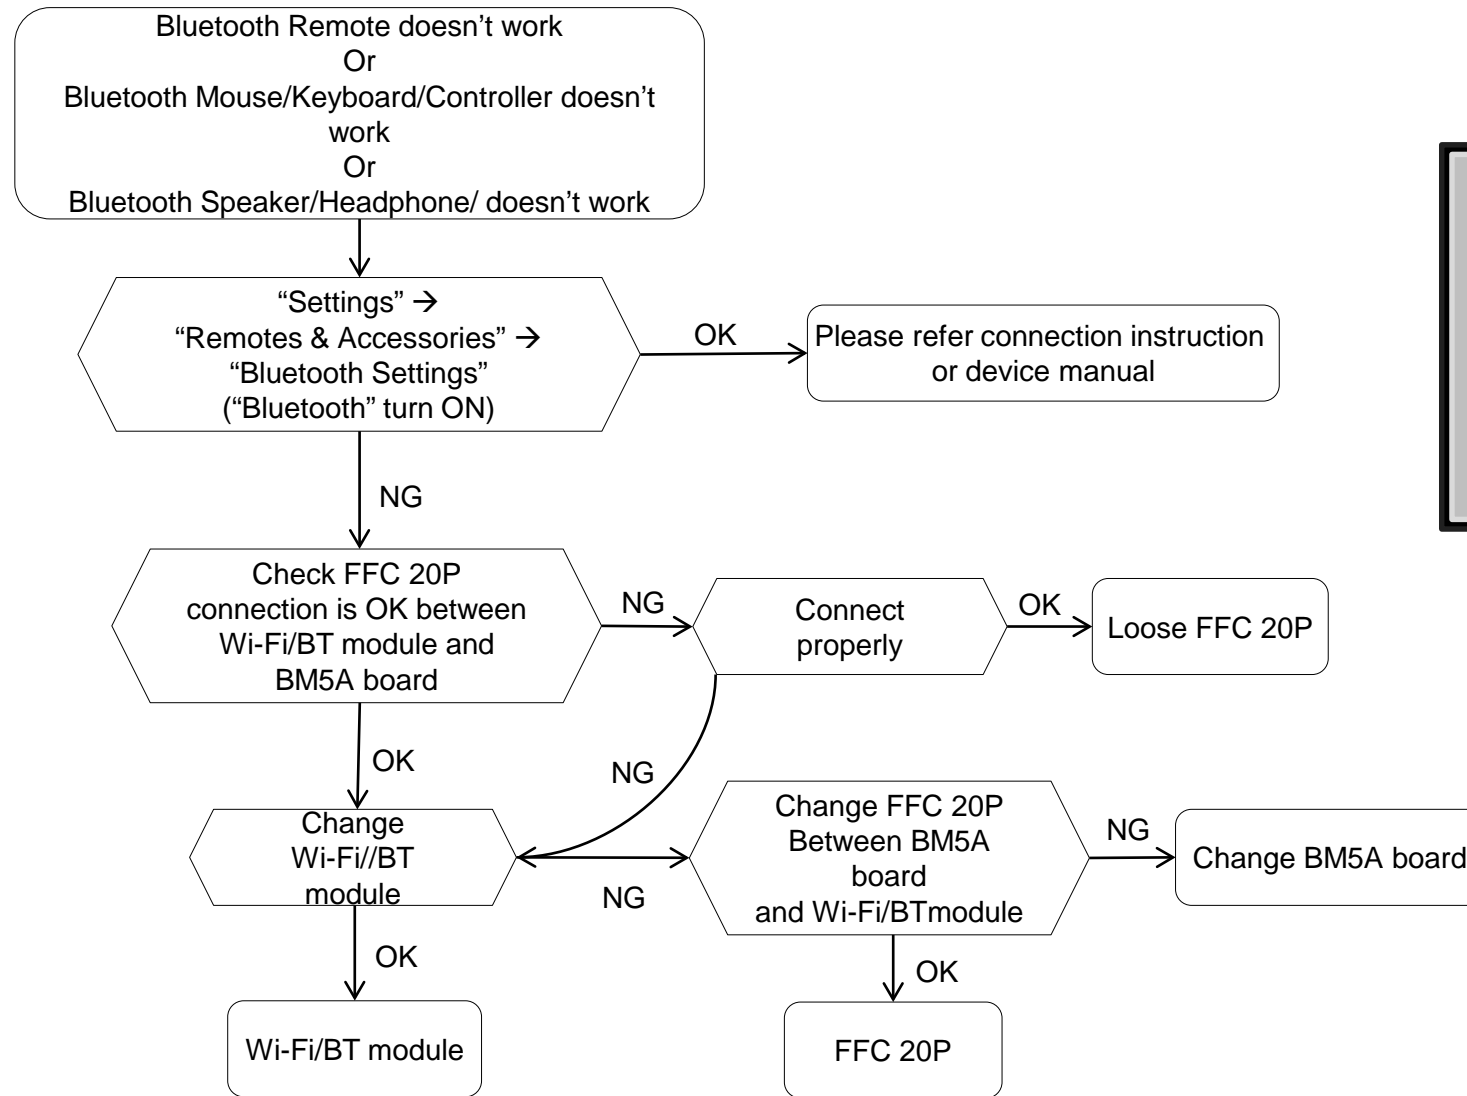 Bluetooth Remote doesn’t work
Or
Bluetooth Mouse/Keyboard/Controller doesn’t
work
Or
Bluetooth Speaker/Headphone/ doesn’t work
“Settings” →
“Remotes & Accessories” →
“Bluetooth Settings”
(“Bluetooth” turn ON)
OK
Please refer connection instruction
or device manual
NG
Check FFC 20P
connection is OK between
Wi-Fi/BT module and
BM5A board
NG
Connect
properly
OK
Loose FFC 20P
OK
NG
Change
Wi-Fi//BT
module
NG
Change FFC 20P
Between BM5A
board
and Wi-Fi/BTmodule
NG
Change BM5A board
OK
OK
Wi-Fi/BT module
FFC 20P